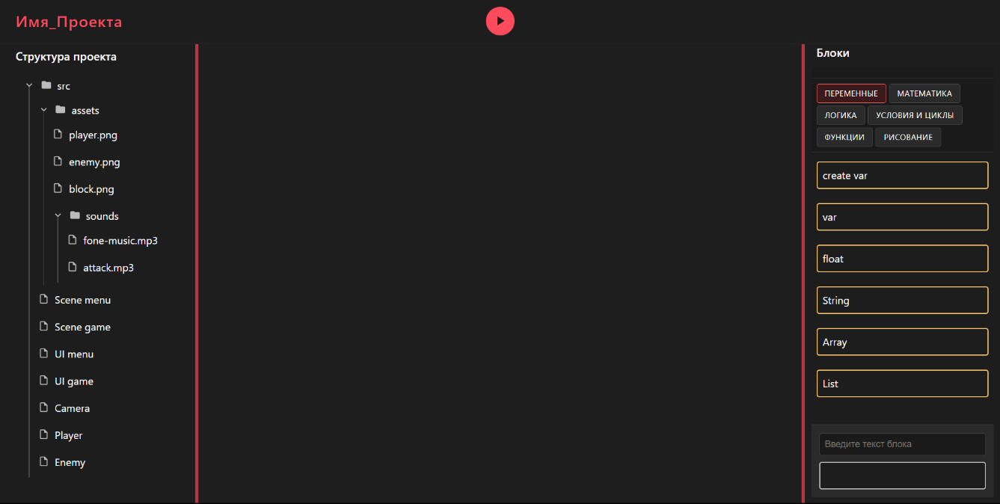 Имя_Проекта
Структура проекта
src
assets
player.png
enemy.png
block.png
sounds
fone-music.mp3
attack.mp3
Scene menu
Scene game
UI menu
UI game
Camera
Player
Enemy
Блоки
ПЕРЕМЕННЫЕ МАТЕМАТИКА
ЛОГИКА УСЛОВИЯ И ЦИКЛЫ
ФУНКЦИИ РИСОВАНИЕ
create var
var
float
String
Array
List
Введите текст блока